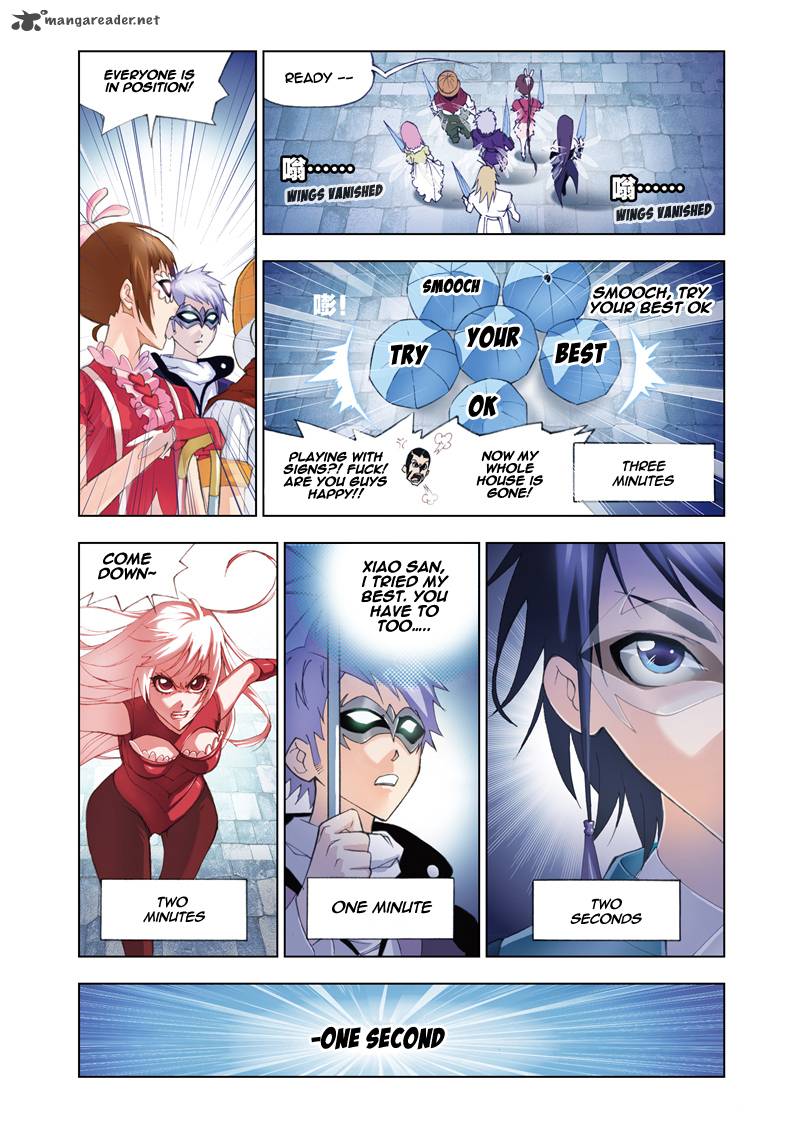 mangareader.net
EVERYONE IS
IN POSITION!
READY --
嗡……
WINGS VANISHED
嗡……
WINGS VANISHED
嘭!
SMOOCH
TRY
YOUR
BEST
OK
SMOOCH, TRY
YOUR BEST OK
PLAYING WITH
SIGNS?! FUCK!
ARE YOU GUYS
HAPPY!!
NOW MY
WHOLE
HOUSE IS
GONE!
THREE
MINUTES
COME
DOWN~
TWO
MINUTES
XIAO SAN,
I TRIED MY
BEST. YOU
HAVE TO
TOO.....
ONE MINUTE
TWO
SECONDS
-ONE SECOND